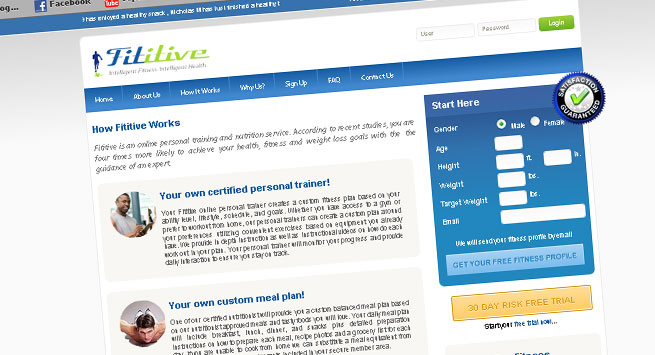 og...
Facebook
I has enjoyed a healthy snack , Nicholas M has just finished a healthy l
User
Password
Login
Fititive
Intelligent Fitness. Intelligent Health.
Home
About Us
How It Works
Why Us?
Sign Up
FAQ
Contact Us
How Fititive Works
Fititive is an online personal training and nutrition service. According to recent studies, you are
four times more likely to achieve your health, fitness and weight loss goals with the the
guidance of an expert.
Your own certified personal trainer!
Your Fititive online personal trainer creates a custom fitness plan based on your
ability level, lifestyle, schedule, and goals. Whether you have access to a gym or
prefer to workout from home, our personal trainers can create a custom plan around
your preferences utilizing convenient exercises based on equipment you already
have. We provide in depth instruction as well as instructional videos on how do each
work out in your plan. Your personal trainer will monitor your progress and provide
daily interaction to ensure you stay on track.
Your own custom meal plan!
One of our certified nutritionists will provide you a custom balanced meal plan based
on our nutritionist approved meals and tasty foods you will love. Your daily meal plan
will include breakfast, lunch, dinner, and snacks plus detailed preparation
instructions on how to prepare each meal, recipe photos and a grocery list for each
day. If you are unable to cook from home we can substitute a meal equivalent from
included in your secure member area.
Start Here
SATISFACTION
GUARANTEED
Gender
Male
Female
Age
Height
ft.
in.
Weight
lbs.
Target Weight
lbs.
Email
We will send your fitness profile by email
GET YOUR FREE FITNESS PROFILE
30 DAY RISK FREE TRIAL
Start your free trial now...